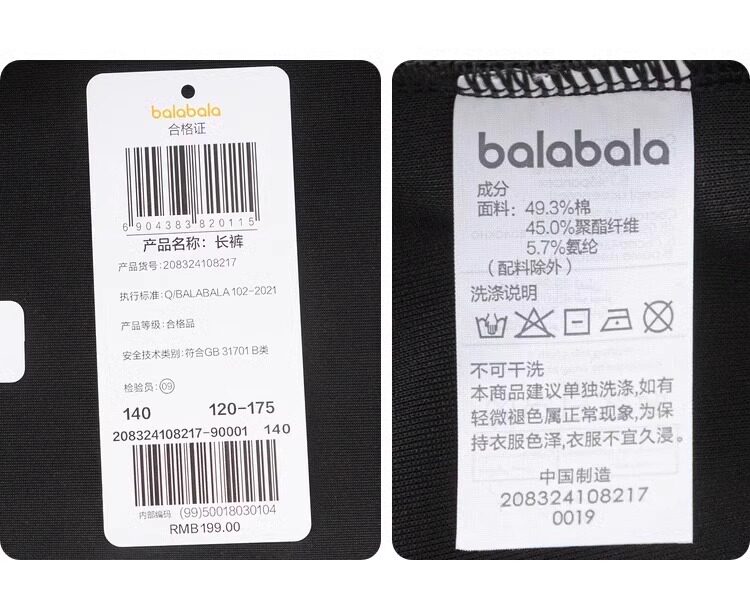 balabala
合格证
6 904383 820115
产品名称：长裤
产品货号:208324108217
执行标准:Q/BALABALA 102-2021
产品等级:合格品
安全技术类别:符合GB 31701 B类
检验员:09
140 120-175
208324108217-90001 140
内部编码 (99)50018030104
RMB199.00
balabala
成分
面料：49.3%棉
45.0%聚酯纤维
5.7%氨纶
（配料除外）
洗涤说明
不可干洗
本商品建议单独洗涤,如有
轻微褪色属正常现象,为保
持衣服色泽,衣服不宜久浸。
中国制造
208324108217
0019